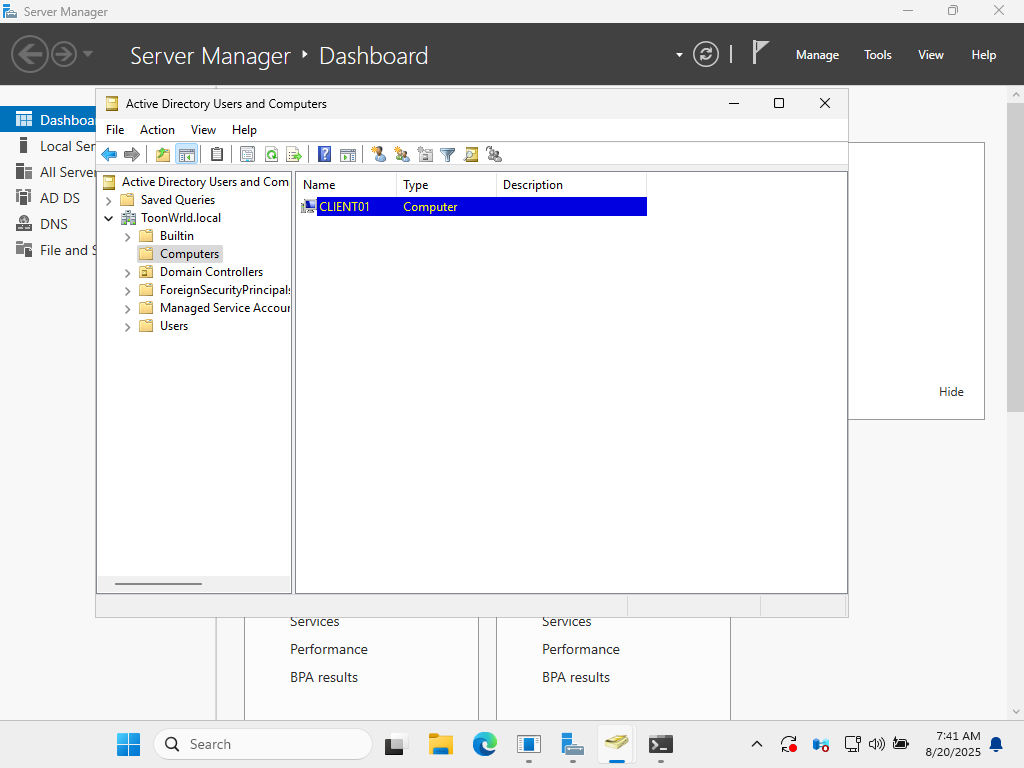 Server Manager
Server Manager ‣ Dashboard
Manage Tools View Help
Dashboa
Local Ser
All Server
AD DS
DNS
File and S
Active Directory Users and Computers
File Action View Help
Active Directory Users and Com
Saved Queries
ToonWrld.local
Builtin
Computers
Domain Controllers
ForeignSecurityPrincipals
Managed Service Accour
Users
Name Type Description
CLIENT01 Computer
Hide
Services
Performance
BPA results
Services
Performance
BPA results
Search
7:41 AM
8/20/2025